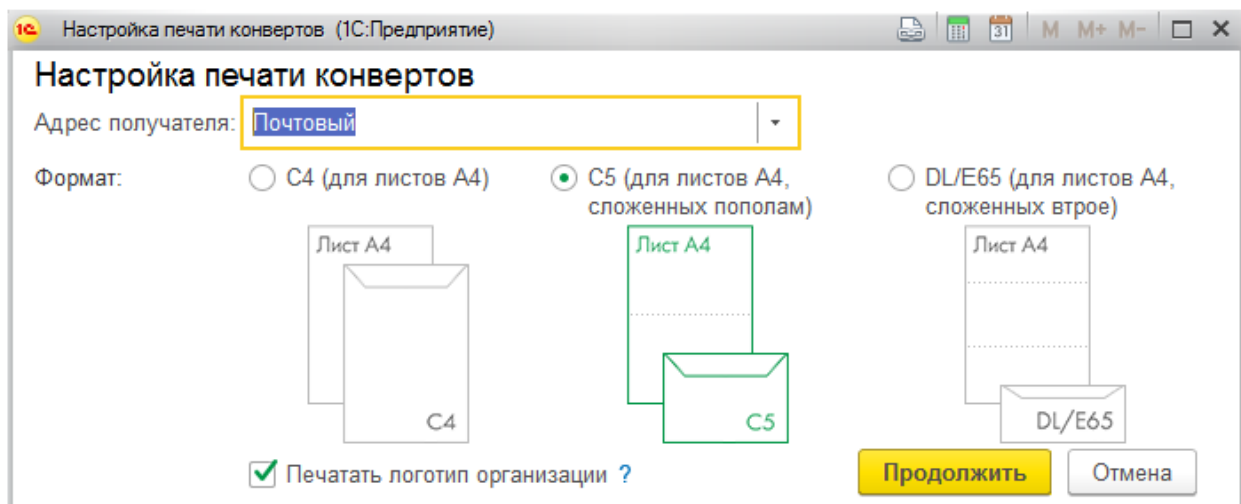 1С Настройка печати конвертов (1С:Предприятие) 31 M M+ M-
Настройка печати конвертов
Адрес получателя: Почтовый
Формат: С4 (для листов А4) С5 (для листов А4, DL/E65 (для листов А4,
сложенных пополам) сложенных втрое)
Лист А4 Лист А4 Лист А4
С4 С5 DL/E65
Печатать логотип организации ? Продолжить Отмена